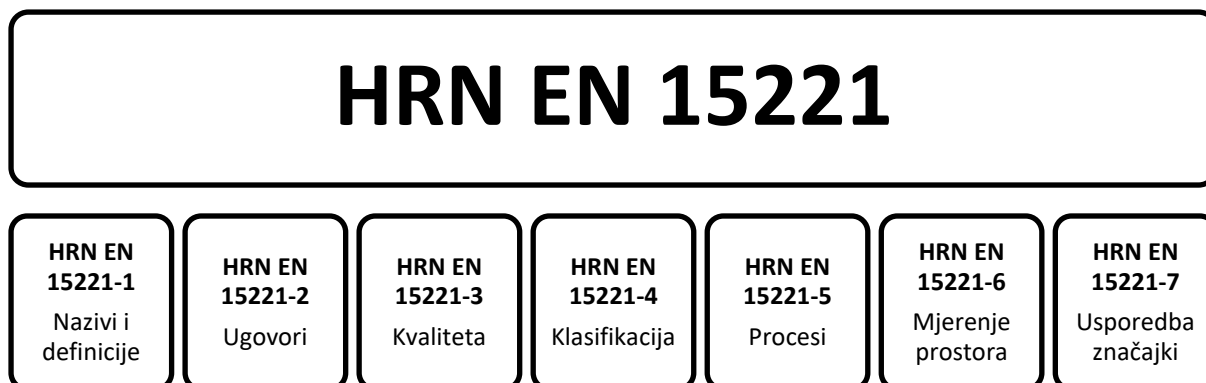 HRN EN 15221
HRN EN
15221-1
Nazivi i
definicije
HRN EN
15221-2
Ugovori
HRN EN
15221-3
Kvaliteta
HRN EN
15221-4
Klasifikacija
HRN EN
15221-5
Procesi
HRN EN
15221-6
Mjerenje
prostora
HRN EN
15221-7
Usporedba
značajki